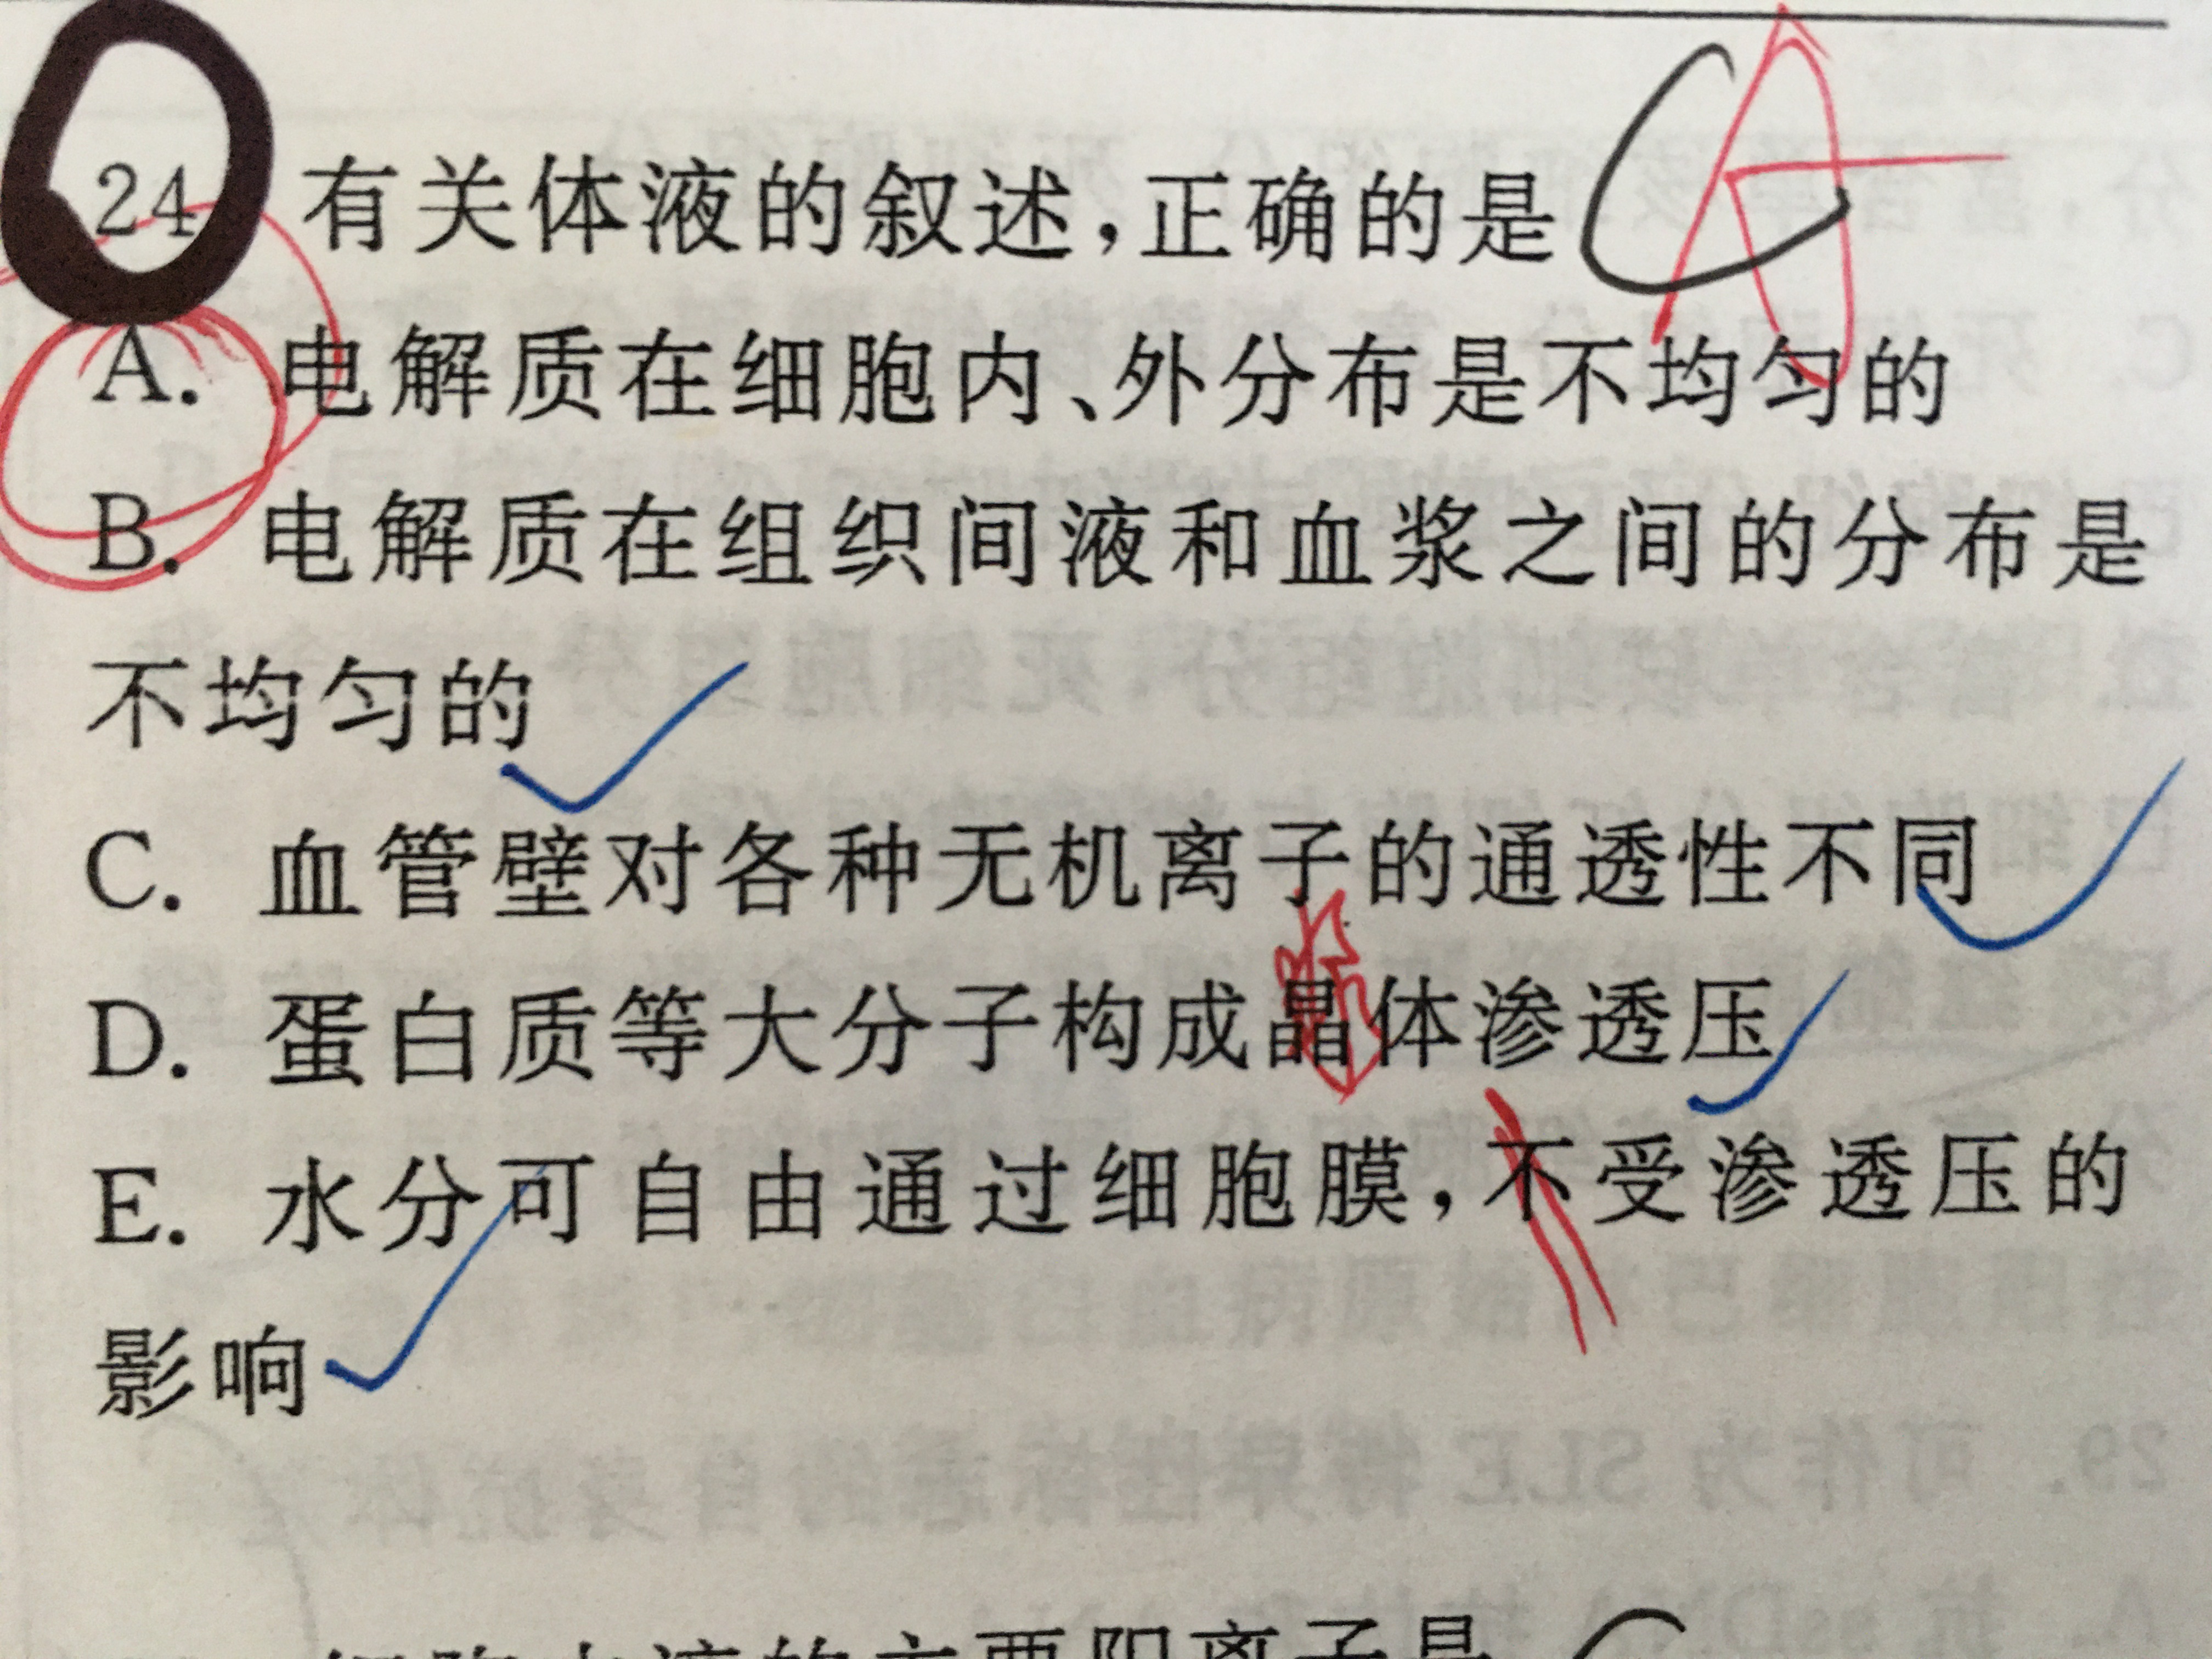 24 有关体液的叙述,正确的是
A. 电解质在细胞内、外分布是不均匀的
B. 电解质在组织间液和血浆之间的分布是
不均匀的
C. 血管壁对各种无机离子的通透性不同
D. 蛋白质等大分子构成晶体渗透压
E. 水分可自由通过细胞膜,不受渗透压的
影响